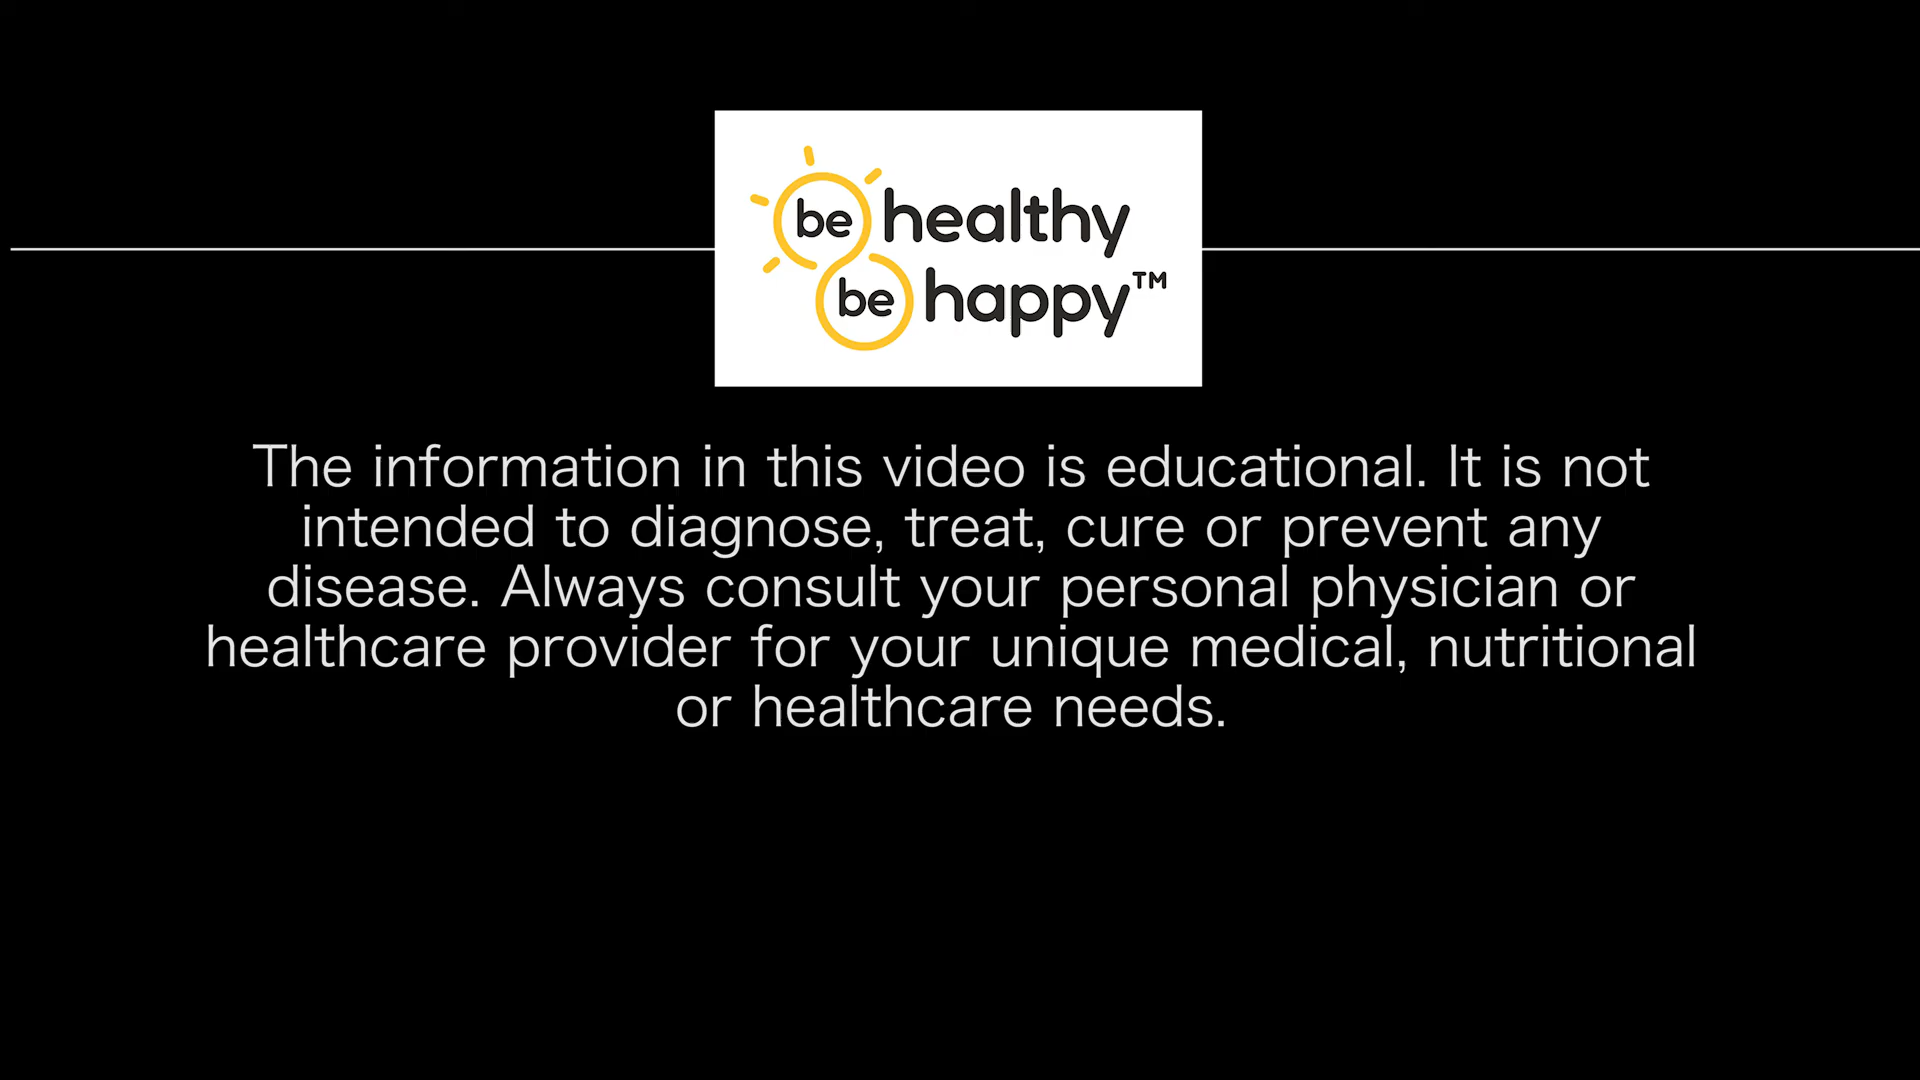 be healthy
be happy™
The information in this video is educational. It is not
intended to diagnose, treat, cure or prevent any
disease. Always consult your personal physician or
healthcare provider for your unique medical, nutritional
or healthcare needs.